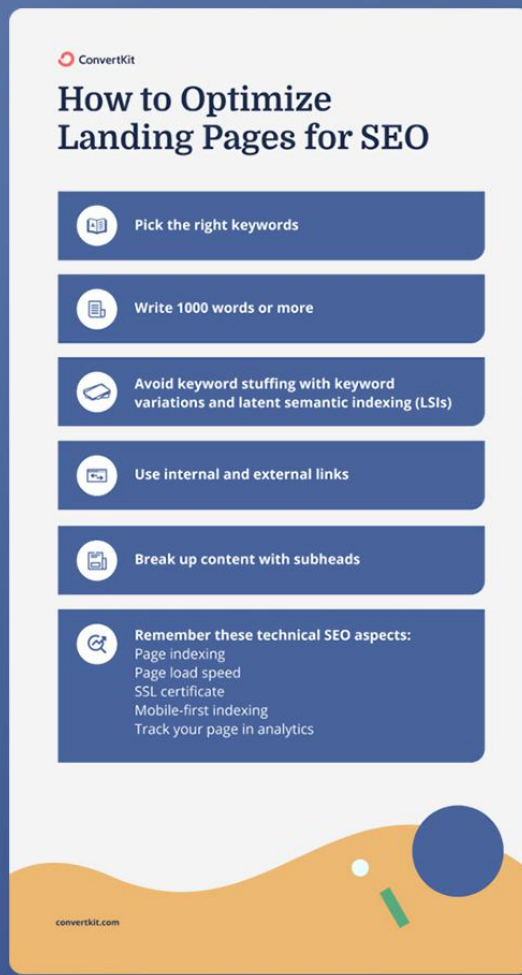 ConvertKit
How to Optimize
Landing Pages for SEO
Pick the right keywords
Write 1000 words or more
Avoid keyword stuffing with keyword
variations and latent semantic indexing (LSIs)
Use internal and external links
Break up content with subheads
Remember these technical SEO aspects:
Page indexing
Page load speed
SSL certificate
Mobile-first indexing
Track your page in analytics
convertkit.com